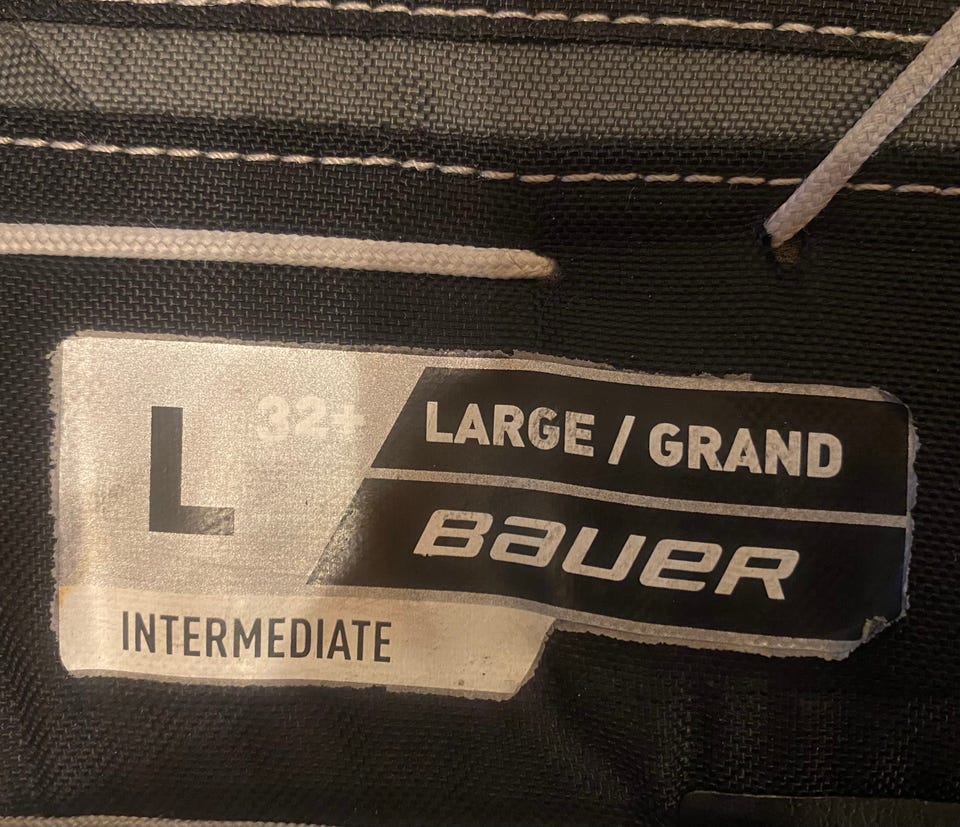 L 32+
LARGE / GRAND
BAUER
INTERMEDIATE